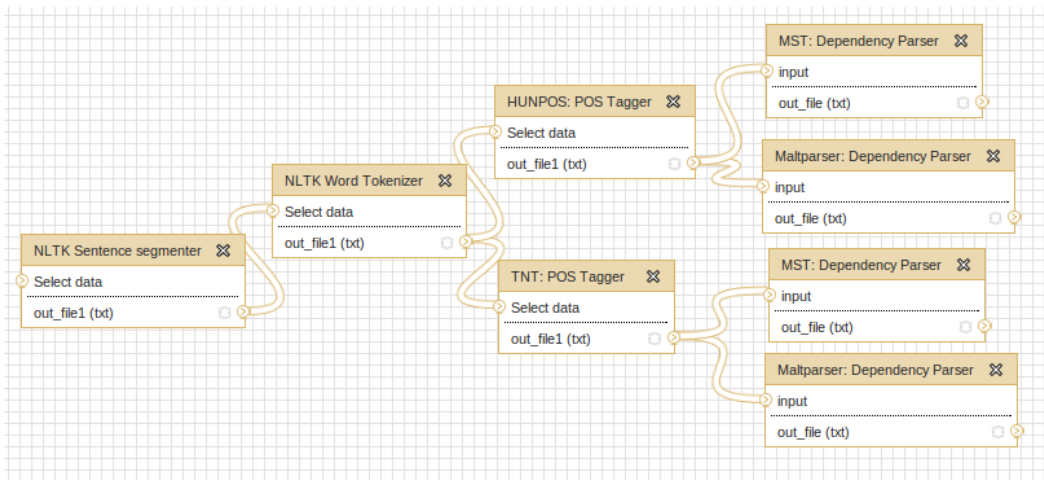 NLTK Sentence segmenter
Select data
out_file1 (txt)
NLTK Word Tokenizer
Select data
out_file1 (txt)
HUNPOS: POS Tagger
Select data
out_file1 (txt)
TNT: POS Tagger
Select data
out_file1 (txt)
MST: Dependency Parser
input
out_file (txt)
Maltparser: Dependency Parser
input
out_file (txt)
MST: Dependency Parser
input
out_file (txt)
Maltparser: Dependency Parser
input
out_file (txt)